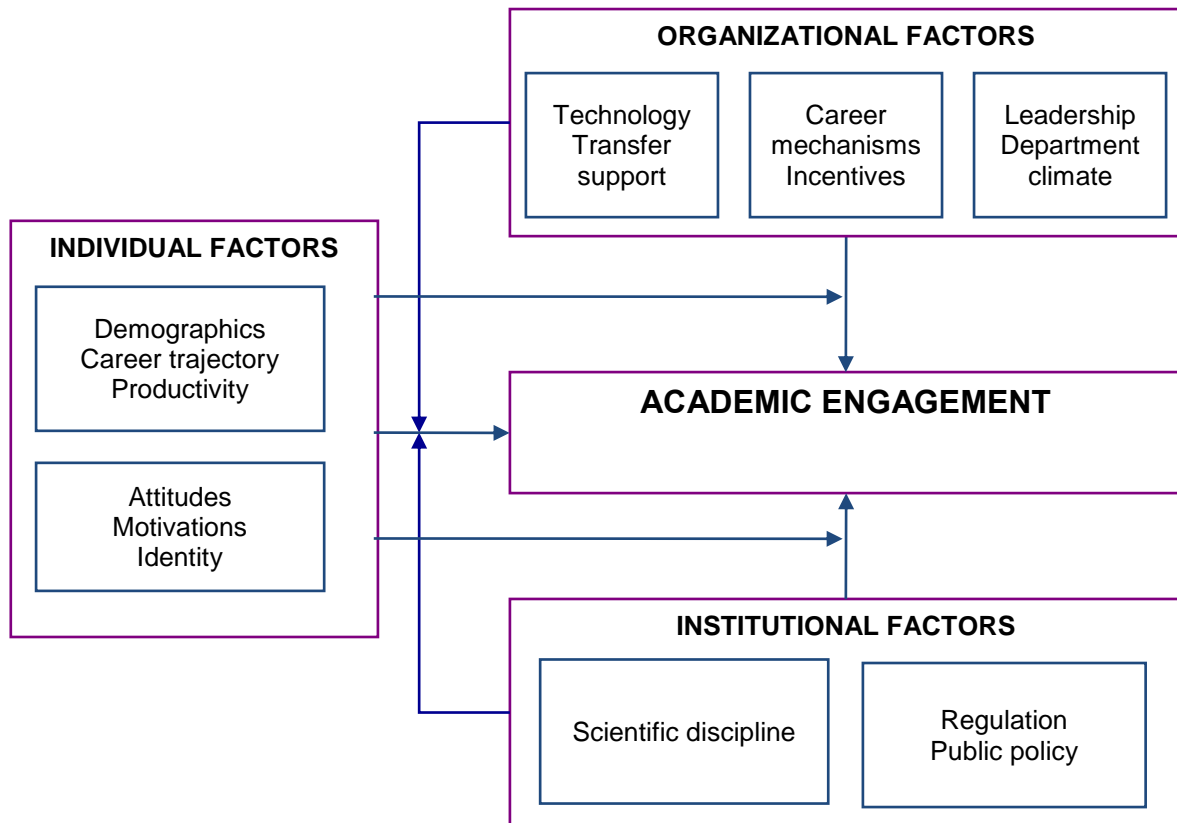 ORGANIZATIONAL FACTORS
Technology
Transfer
support
Career
mechanisms
Incentives
Leadership
Department
climate
INDIVIDUAL FACTORS
Demographics
Career trajectory
Productivity
Attitudes
Motivations
Identity
ACADEMIC ENGAGEMENT
INSTITUTIONAL FACTORS
Scientific discipline
Regulation
Public policy